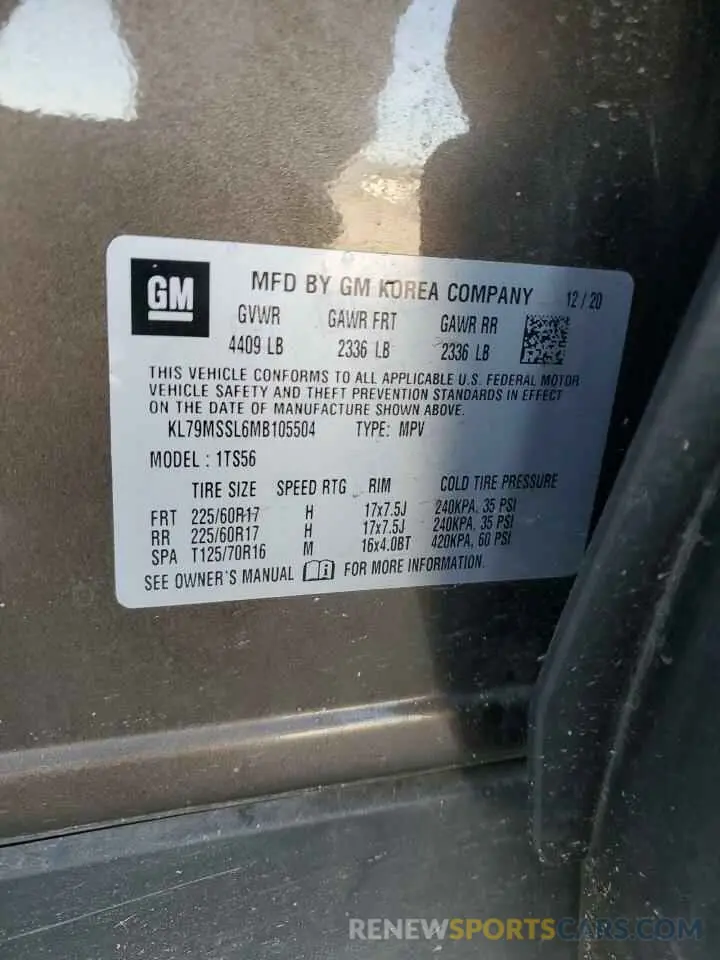 GM
MFD BY GM KOREA COMPANY 12 / 20
GVWR GAWR FRT GAWR RR
4409 LB 2336 LB 2336 LB
THIS VEHICLE CONFORMS TO ALL APPLICABLE U.S. FEDERAL MOTOR
VEHICLE SAFETY AND THEFT PREVENTION STANDARDS IN EFFECT
ON THE DATE OF MANUFACTURE SHOWN ABOVE.
KL79MSSL6MB105504 TYPE: MPV
MODEL : 1TS56
TIRE SIZE SPEED RTG RIM COLD TIRE PRESSURE
FRT 225/60R17 H 17x7.5J 240KPA, 35 PSI
RR 225/60R17 H 17x7.5J 240KPA, 35 PSI
SPA T125/70R16 M 16x4.0BT 420KPA, 60 PSI
SEE OWNER'S MANUAL FOR MORE INFORMATION.
RENEWSPORTSCARS.COM